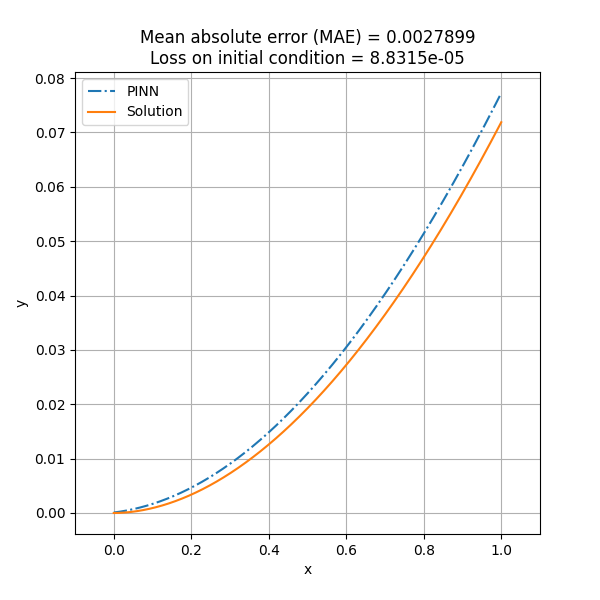 Mean absolute error (MAE) = 0.0027899
Loss on initial condition = 8.8315e-05
PINN
Solution
0.08
0.07
0.06
0.05
0.04
0.03
0.02
0.01
0.00
y
0.0 0.2 0.4 0.6 0.8 1.0
x